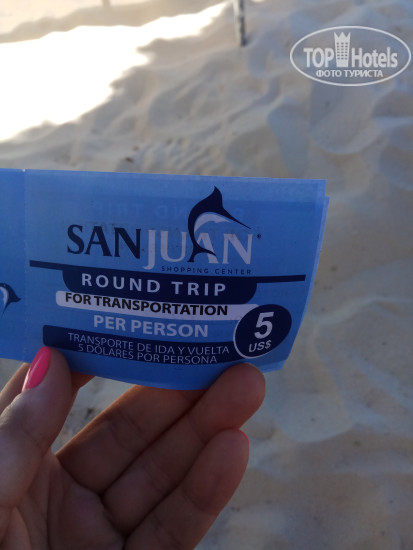 TOP Hotels
ФОТО ТУРИСТА
SANJUAN
SHOPPING CENTER
ROUND TRIP
FOR TRANSPORTATION
PER PERSON
5
US$
TRANSPORTE DE IDA Y VUELTA
5 DÓLARES POR PERSONA